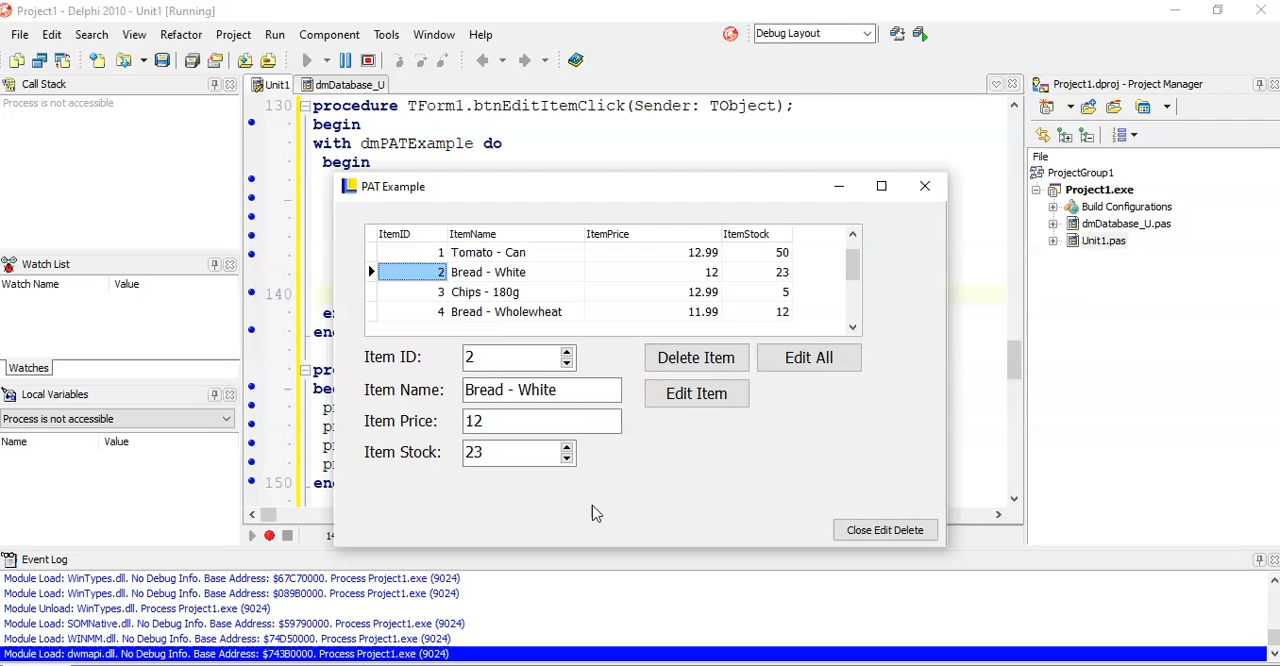 Project1 - Delphi 2010 - Unit1 [Running]
File Edit Search View Refactor Project Run Component Tools Window Help
Debug Layout
Call Stack
Process is not accessible
Unit1 dmDatabase_U
130 procedure TForm1.btnEditItemClick(Sender: TObject);
begin
with dmPATExample do
begin
140
150
Project1.dproj - Project Manager
File
ProjectGroup1
Project1.exe
Build Configurations
dmDatabase_U.pas
Unit1.pas
Watch List
Watch Name Value
Watches
Local Variables
Process is not accessible
Name Value
PAT Example
ItemID ItemName ItemPrice ItemStock
1 Tomato - Can 12.99 50
2 Bread - White 12 23
3 Chips - 180g 12.99 5
4 Bread - Wholewheat 11.99 12
Item ID: 2
Item Name: Bread - White
Item Price: 12
Item Stock: 23
Delete Item Edit All
Edit Item
Close Edit Delete
Event Log
Module Load: WinTypes.dll. No Debug Info. Base Address: $67C70000. Process Project1.exe (9024)
Module Load: WinTypes.dll. No Debug Info. Base Address: $089B0000. Process Project1.exe (9024)
Module Unload: WinTypes.dll. Process Project1.exe (9024)
Module Load: SOMNative.dll. No Debug Info. Base Address: $59790000. Process Project1.exe (9024)
Module Load: WINMM.dll. No Debug Info. Base Address: $74D50000. Process Project1.exe (9024)
Module Load: dwmapi.dll. No Debug Info. Base Address: $743B0000. Process Project1.exe (9024)